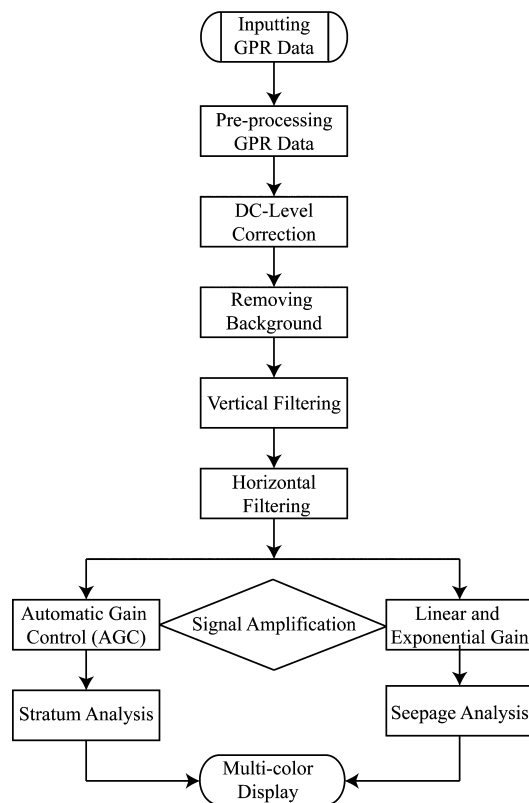 Inputting
GPR Data
Pre-processing
GPR Data
DC-Level
Correction
Removing
Background
Vertical Filtering
Horizontal
Filtering
Automatic Gain
Control (AGC)
Signal Amplification
Linear and
Exponential Gain
Stratum Analysis
Seepage Analysis
Multi-color
Display